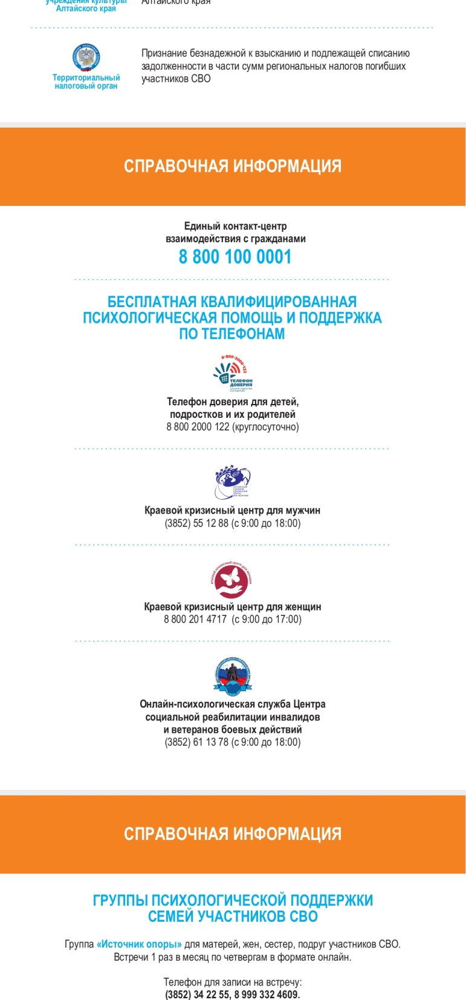 учреждения культуры
Алтайского края
Алтайского края
Территориальный
налоговый орган
Признание безнадежной к взысканию и подлежащей списанию
задолженности в части сумм региональных налогов погибших
участников СВО
СПРАВОЧНАЯ ИНФОРМАЦИЯ
Единый контакт-центр
взаимодействия с гражданами
8 800 100 0001
БЕСПЛАТНАЯ КВАЛИФИЦИРОВАННАЯ
ПСИХОЛОГИЧЕСКАЯ ПОМОЩЬ И ПОДДЕРЖКА
ПО ТЕЛЕФОНАМ
8-800-2000-122
ТЕЛЕФОН
ДОВЕРИЯ
Телефон доверия для детей,
подростков и их родителей
8 800 2000 122 (круглосуточно)
Краевой кризисный центр для мужчин
(3852) 55 12 88 (с 9:00 до 18:00)
КРАЕВОЙ КРИЗИСНЫЙ ЦЕНТР ДЛЯ ЖЕНЩИН
Краевой кризисный центр для женщин
8 800 201 4717 (с 9:00 до 17:00)
Онлайн-психологическая служба Центра
социальной реабилитации инвалидов
и ветеранов боевых действий
(3852) 61 13 78 (с 9:00 до 18:00)
СПРАВОЧНАЯ ИНФОРМАЦИЯ
ГРУППЫ ПСИХОЛОГИЧЕСКОЙ ПОДДЕРЖКИ
СЕМЕЙ УЧАСТНИКОВ СВО
Группа «Источник опоры» для матерей, жен, сестер, подруг участников СВО.
Встречи 1 раз в месяц по четвергам в формате онлайн.
Телефон для записи на встречу:
(3852) 34 22 55, 8 999 332 4609.